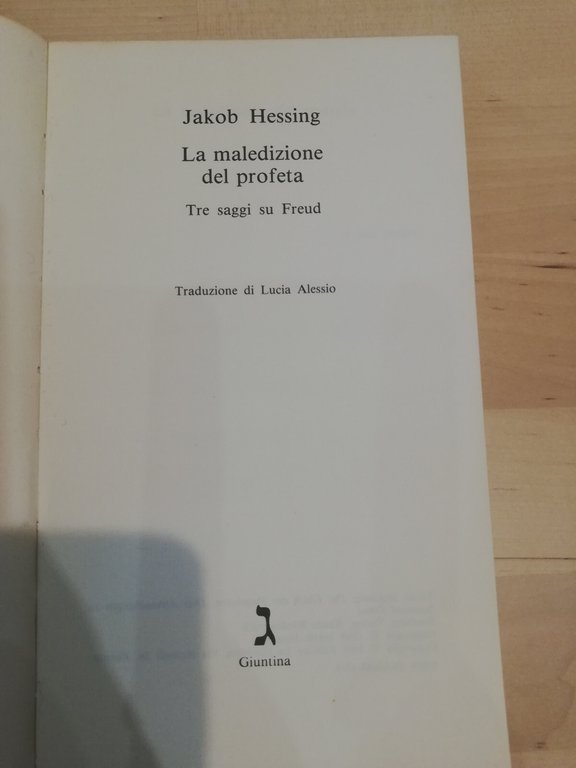 Jakob Hessing
La maledizione
del profeta
Tre saggi su Freud
Traduzione di Lucia Alessio
ג
Giuntina